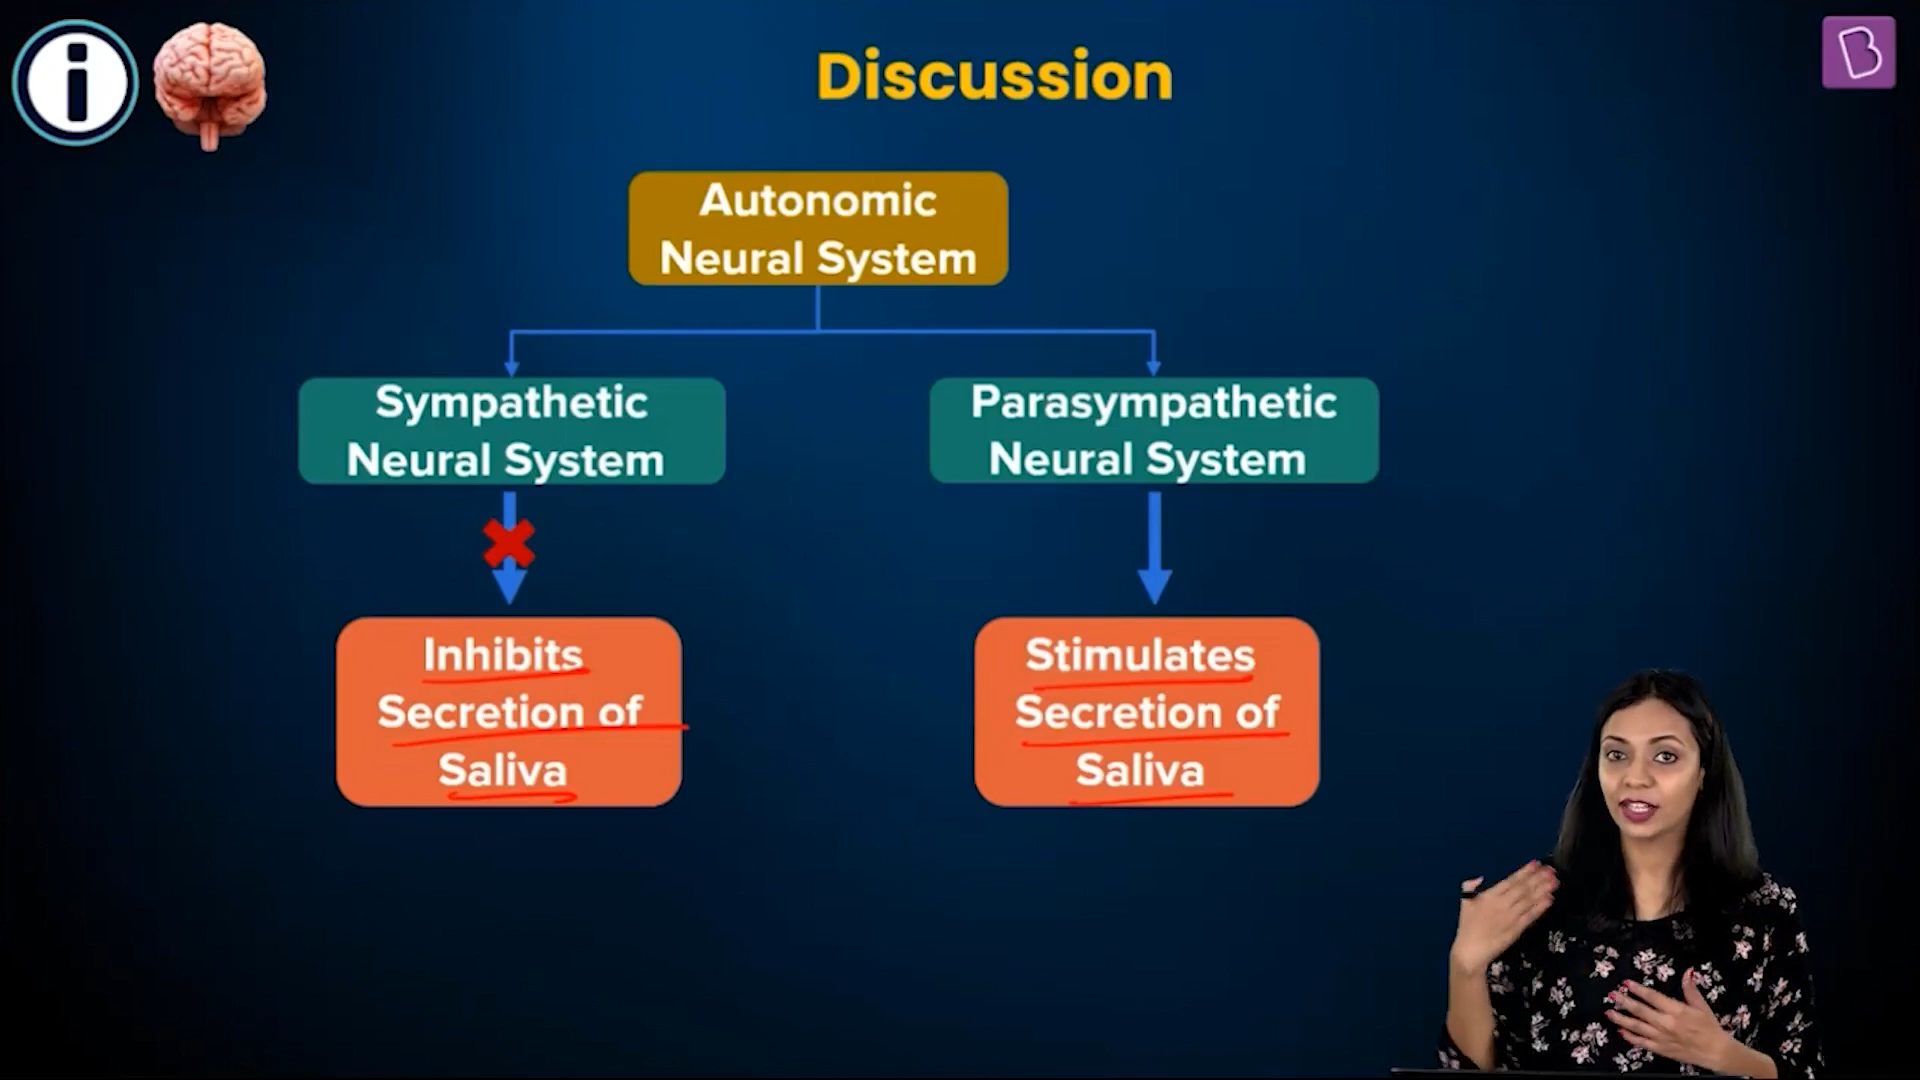 Discussion
Autonomic
Neural System
Sympathetic
Neural System
Parasympathetic
Neural System
Inhibits
Secretion of
Saliva
Stimulates
Secretion of
Saliva